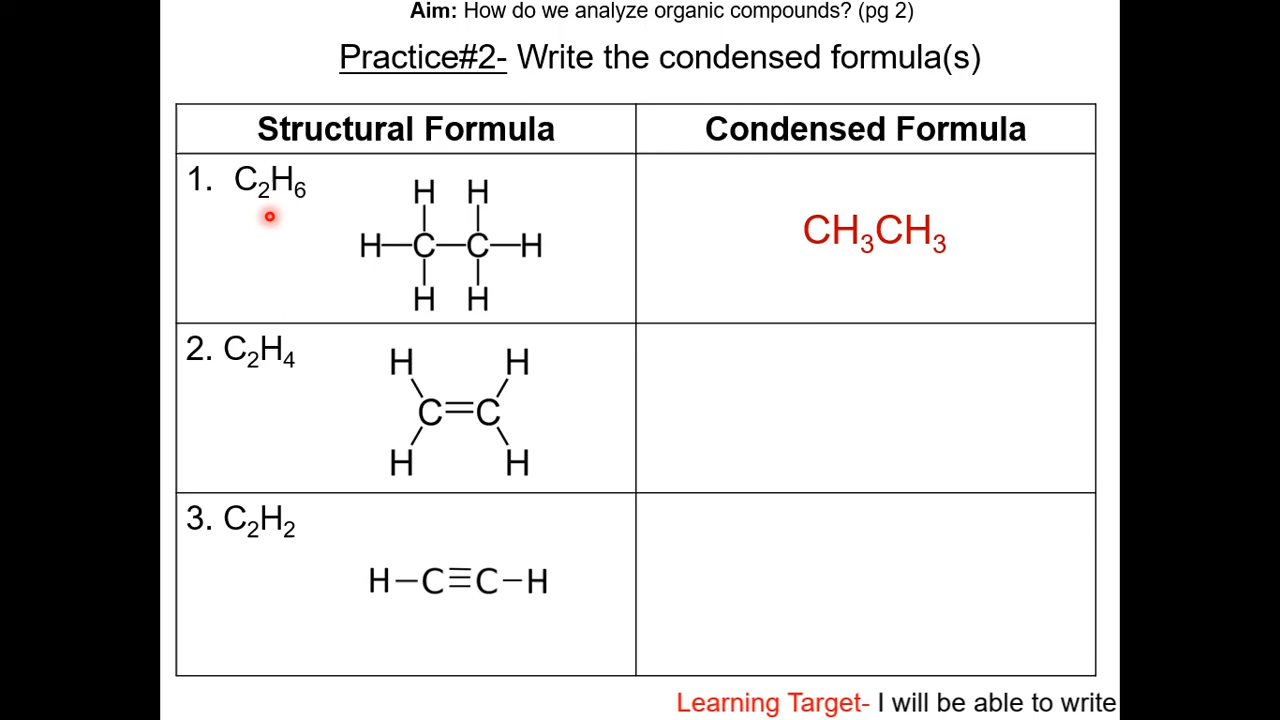 Aim: How do we analyze organic compounds? (pg 2)
Practice#2- Write the condensed formula(s)
Structural Formula
Condensed Formula
1. C₂H₆
H H
H—C—C—H
H H
CH₃CH₃
2. C₂H₄
H H
C=C
H H
3. C₂H₂
H–C≡C–H
Learning Target- I will be able to write